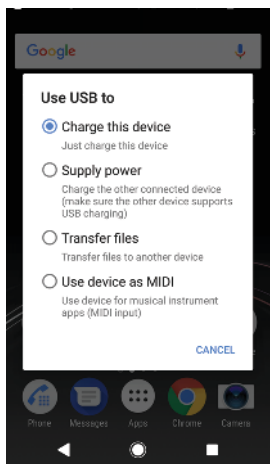 Google
Use USB to
Charge this device
Just charge this device
Supply power
Charge the other connected device
(make sure the other device supports
USB charging)
Transfer files
Transfer files to another device
Use device as MIDI
Use device for musical instrument
apps (MIDI input)
CANCEL
Phone Messages Apps Chrome Camera